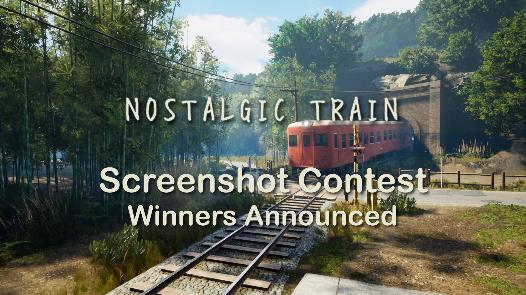 NOSTALGIC TRAIN
Screenshot Contest
Winners Announced